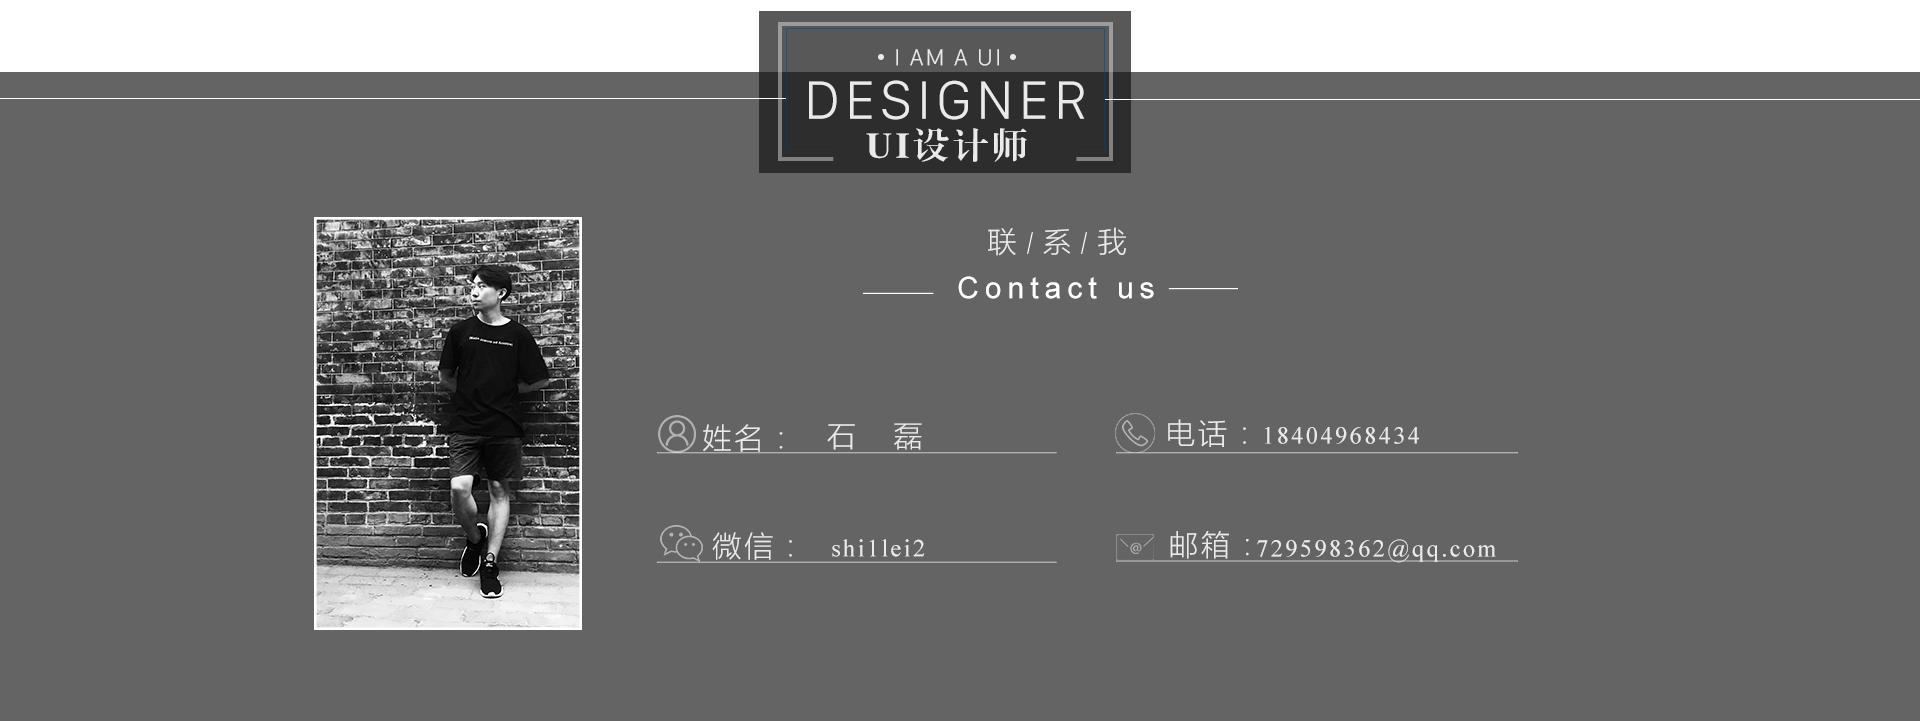 • I AM A UI •
DESIGNER
UI设计师
联/系/我
Contact us
姓名： 石 磊
电话：18404968434
微信： shi1lei2
邮箱:729598362@qq.com